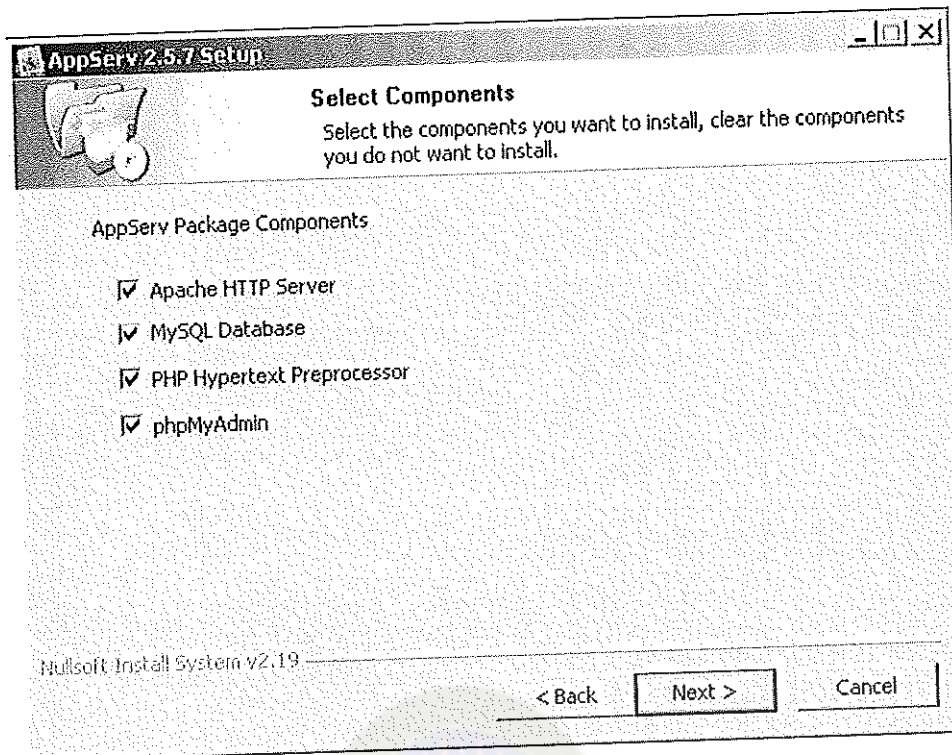 AppServ 2.5.7 Setup
Select Components
Select the components you want to install, clear the components
you do not want to install.
AppServ Package Components
Apache HTTP Server
MySQL Database
PHP Hypertext Preprocessor
phpMyAdmin
Nullsoft Install System v2.19
< Back
Next >
Cancel